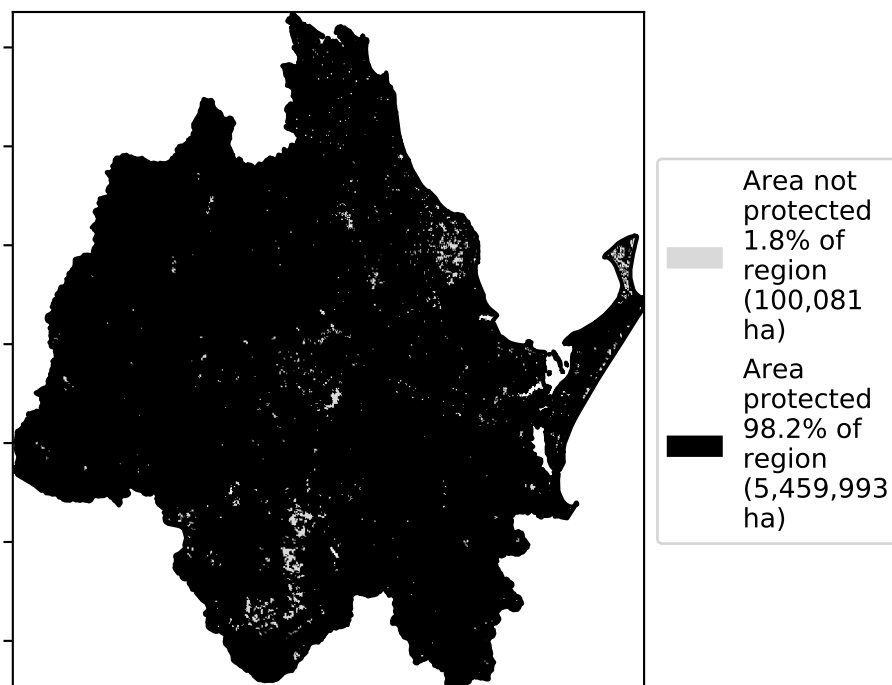 Area not
protected
1.8% of
region
(100,081
ha)
Area
protected
98.2% of
region
(5,459,993
ha)